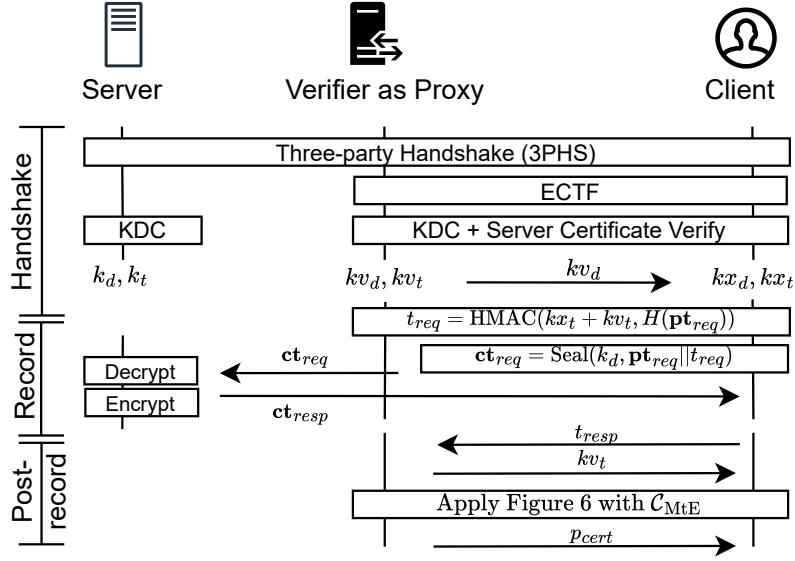 Server Verifier as Proxy Client
Handshake
Three-party Handshake (3PHS)
ECTF
KDC
KDC + Server Certificate Verify
k_d, k_t
kv_d, kv_t
kv_d
kx_d, kx_t
Record
t_req = HMAC(kx_t + kv_t, H(pt_req))
ct_req = Seal(k_d, pt_req||t_req)
Decrypt
ct_req
Encrypt
ct_resp
Post-
record
t_resp
kv_t
Apply Figure 6 with C_MtE
p_cert